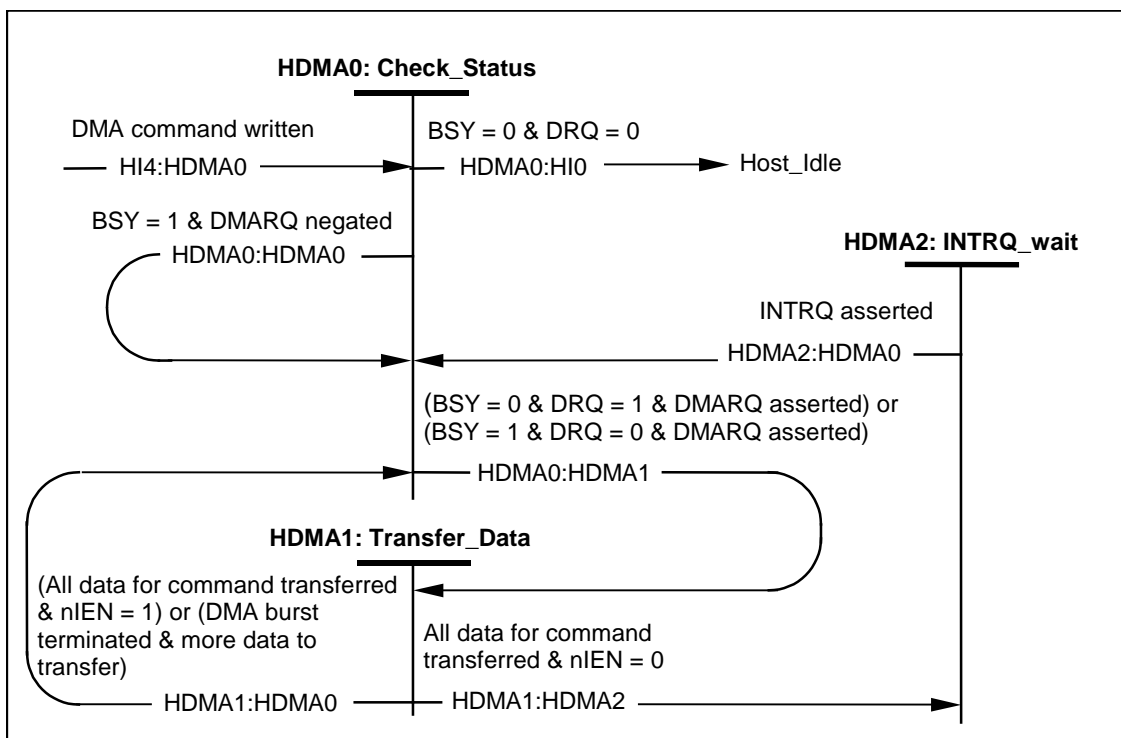 HDMA0: Check_Status
DMA command written
HI4:HDMA0
BSY = 0 & DRQ = 0
HDMA0:HI0
Host_Idle
BSY = 1 & DMARQ negated
HDMA0:HDMA0
HDMA2: INTRQ_wait
INTRQ asserted
HDMA2:HDMA0
(BSY = 0 & DRQ = 1 & DMARQ asserted) or
(BSY = 1 & DRQ = 0 & DMARQ asserted)
HDMA0:HDMA1
HDMA1: Transfer_Data
(All data for command transferred
& nIEN = 1) or (DMA burst
terminated & more data to
transfer)
HDMA1:HDMA0
All data for command
transferred & nIEN = 0
HDMA1:HDMA2